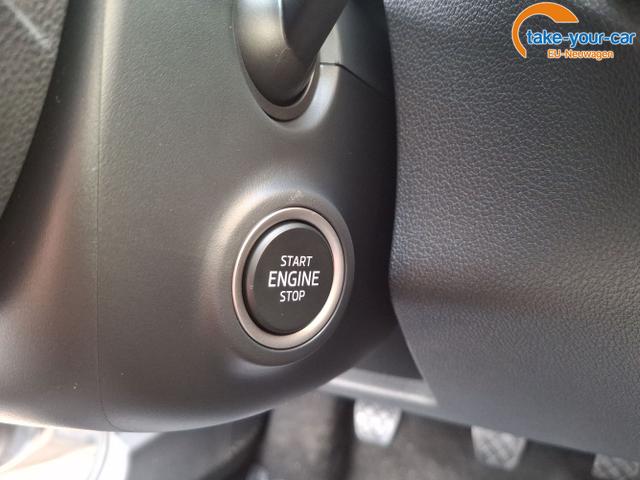 take-your-car
EU-Neuwagen
START
ENGINE
STOP